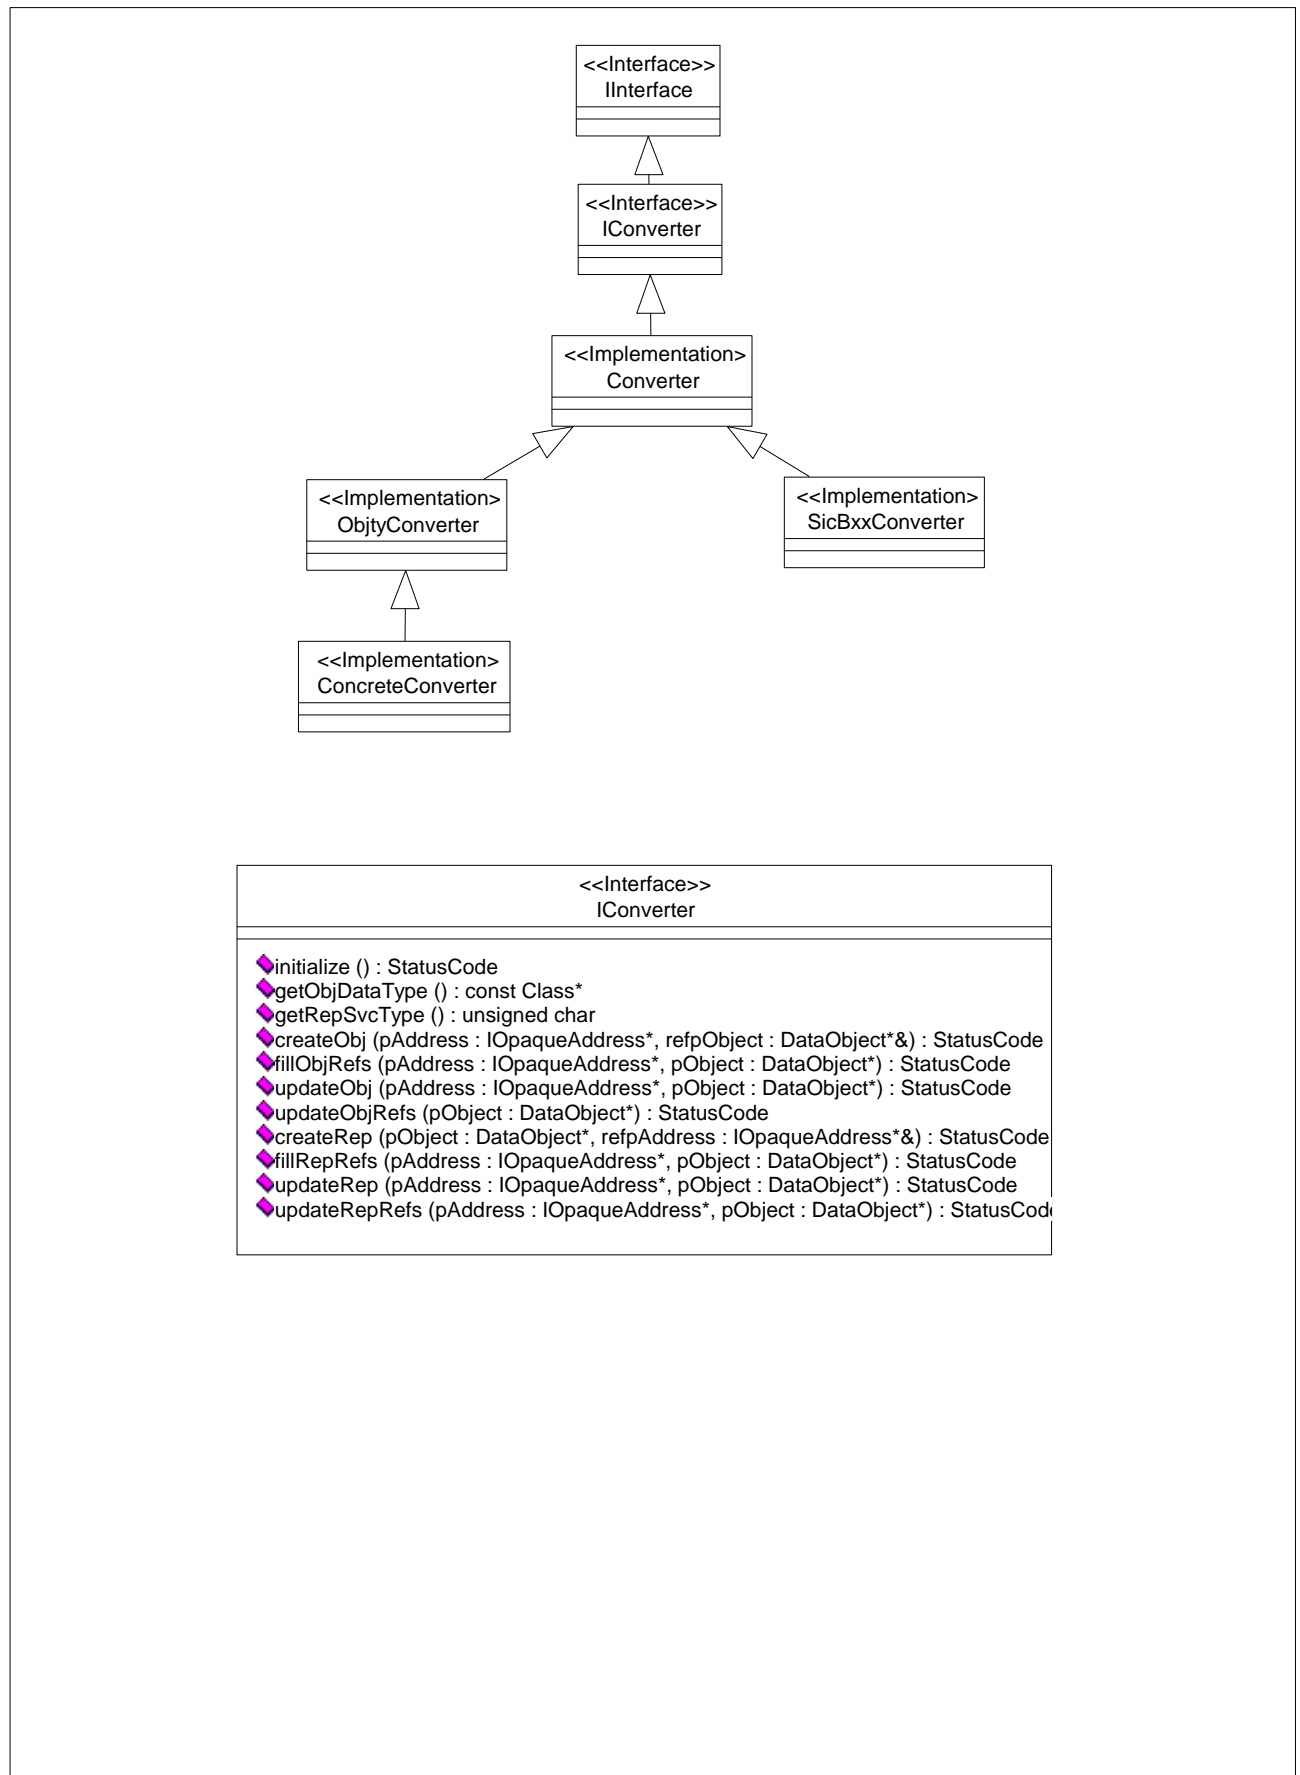 <<Interface>>
IInterface
<<Interface>>
IConverter
<<Implementation>
Converter
<<Implementation>
ObjtyConverter
<<Implementation>
SicBxxConverter
<<Implementation>
ConcreteConverter
<<Interface>>
IConverter
initialize () : StatusCode
getObjDataType () : const Class*
getRepSvcType () : unsigned char
createObj (pAddress : IOpaqueAddress*, refpObject : DataObject*&) : StatusCode
fillObjRefs (pAddress : IOpaqueAddress*, pObject : DataObject*) : StatusCode
updateObj (pAddress : IOpaqueAddress*, pObject : DataObject*) : StatusCode
updateObjRefs (pObject : DataObject*) : StatusCode
createRep (pObject : DataObject*, refpAddress : IOpaqueAddress*&) : StatusCode
fillRepRefs (pAddress : IOpaqueAddress*, pObject : DataObject*) : StatusCode
updateRep (pAddress : IOpaqueAddress*, pObject : DataObject*) : StatusCode
updateRepRefs (pAddress : IOpaqueAddress*, pObject : DataObject*) : StatusCode